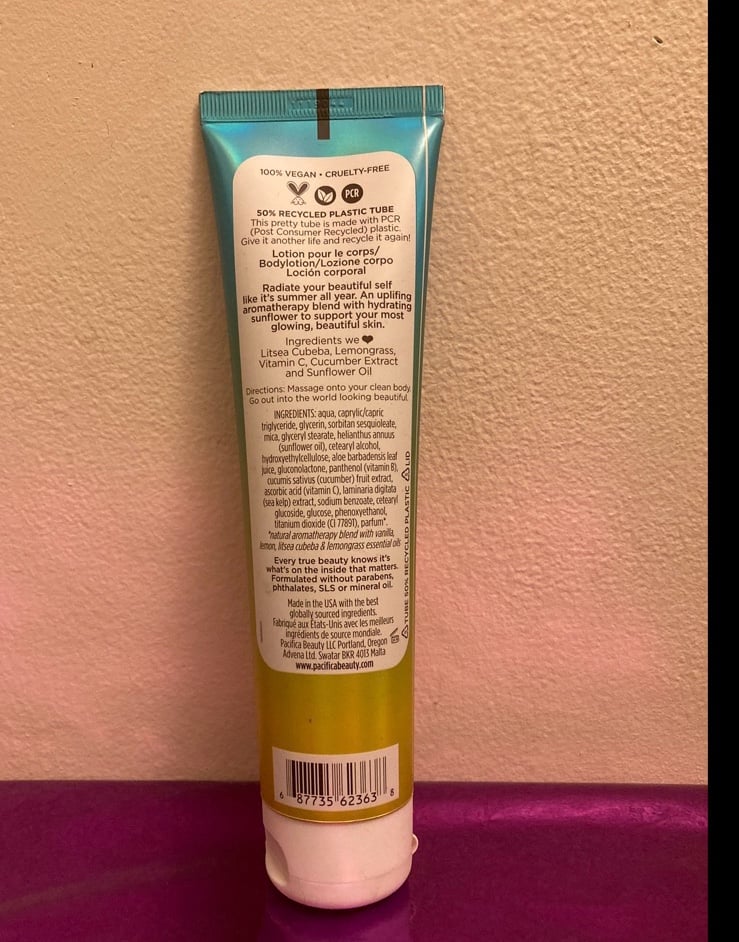 100% VEGAN • CRUELTY-FREE
PCR
50% RECYCLED PLASTIC TUBE
This pretty tube is made with PCR
(Post Consumer Recycled) plastic.
Give it another life and recycle it again!
Lotion pour le corps/
Bodylotion/Lozione corpo
Loción corporal
Radiate your beautiful self
like it's summer all year. An uplifing
aromatherapy blend with hydrating
sunflower to support your most
glowing, beautiful skin.
Ingredients we
Litsea Cubeba, Lemongrass,
Vitamin C, Cucumber Extract
and Sunflower Oil
Directions: Massage onto your clean body.
Go out into the world looking beautiful.
INGREDIENTS: aqua, caprylic/capric
triglyceride, glycerin, sorbitan sesquioleate,
mica, glyceryl stearate, helianthus annuus
(sunflower oil), cetearyl alcohol,
hydroxyethylcellulose, aloe barbadensis leaf
juice, gluconolactone, panthenol (vitamin B),
cucumis sativus (cucumber) fruit extract,
ascorbic acid (vitamin C), laminaria digitata
(sea kelp) extract, sodium benzoate, cetearyl
glucoside, glucose, phenoxyethanol,
titanium dioxide (CI 77891), parfum*.
*natural aromatherapy blend with vanilla,
lemon, litsea cubeba & lemongrass essential oils
Every true beauty knows it's
what's on the inside that matters.
Formulated without parabens,
phthalates, SLS or mineral oil.
Made in the USA with the best
globally sourced ingredients.
Fabriqué aux États-Unis avec les meilleurs
ingrédients de source mondiale.
Pacifica Beauty LLC Portland, Oregon
Advena Ltd. Swatar BKR 4013 Malta
www.pacificabeauty.com
TUBE 50% RECYCLED PLASTIC LID
6 87735 62363 8